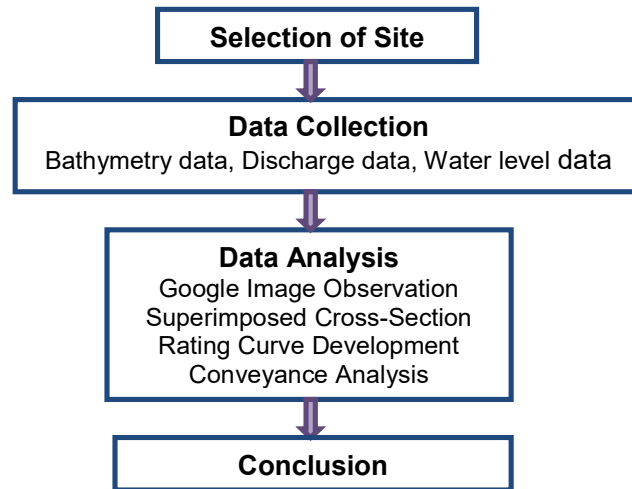 Selection of Site
Data Collection
Bathymetry data, Discharge data, Water level data
Data Analysis
Google Image Observation
Superimposed Cross-Section
Rating Curve Development
Conveyance Analysis
Conclusion